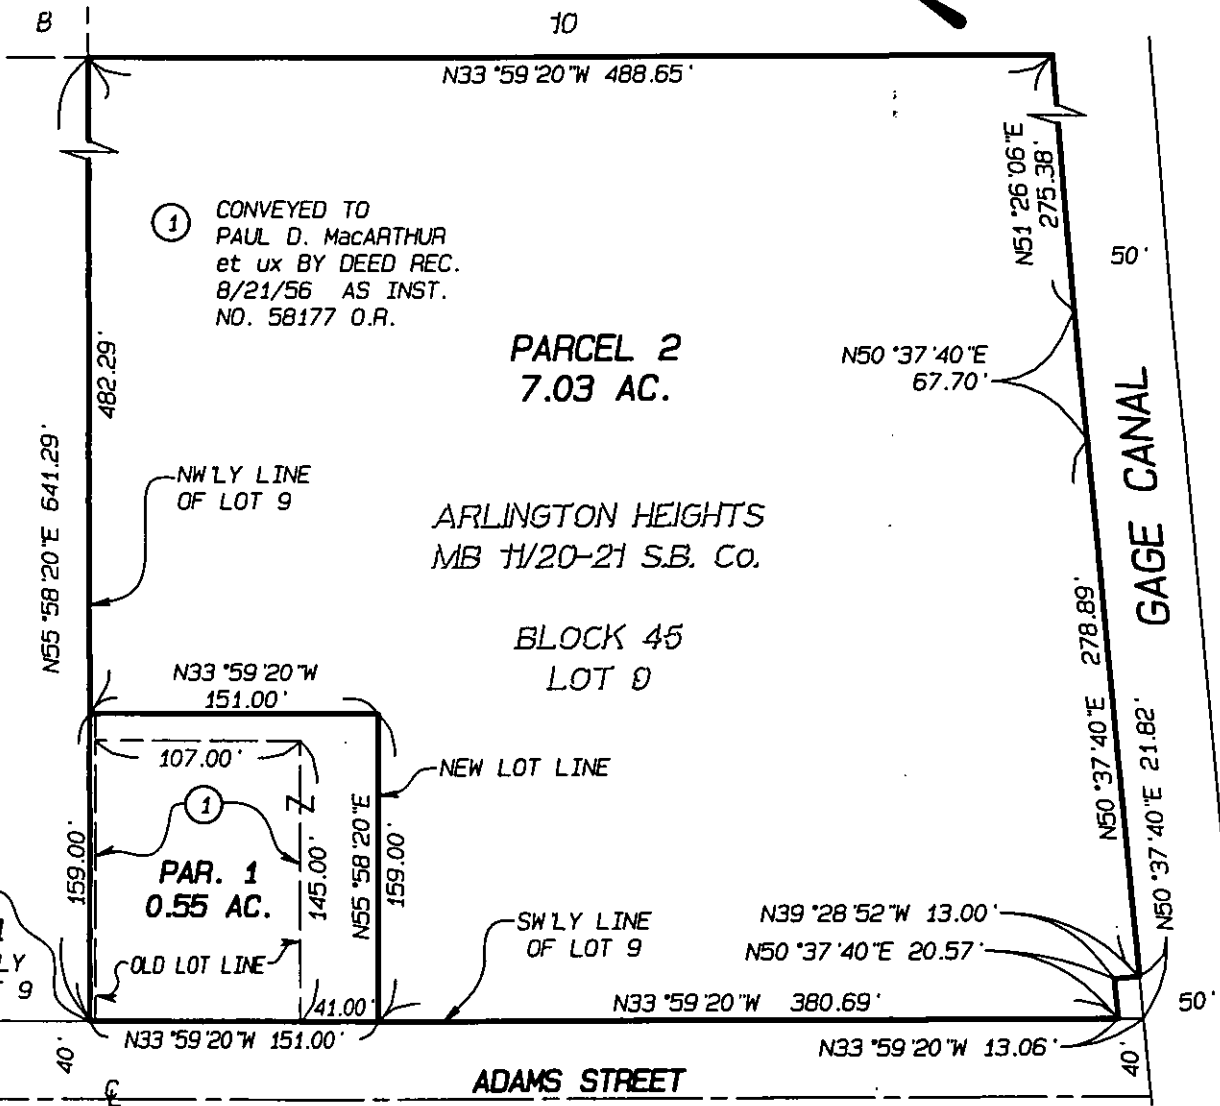 8
10
N33°59'20"W 488.65'
N51°26'06"E
275.38'
50'
1
CONVEYED TO
PAUL D. MacARTHUR
et ux BY DEED REC.
8/21/56 AS INST.
NO. 58177 O.R.
PARCEL 2
7.03 AC.
N50°37'40"E
67.70'
GAGE CANAL
482.29'
N55°58'20"E 641.29'
NW'LY LINE
OF LOT 9
ARLINGTON HEIGHTS
MB 11/20-21 S.B. Co.
BLOCK 45
LOT 9
N50°37'40"E 278.89'
N50°37'40"E 21.82'
N33°59'20"W
151.00'
107.00'
NEW LOT LINE
1
159.00'
PAR. 1
0.55 AC.
145.00'
N55°58'20"E
159.00'
SW'LY LINE
OF LOT 9
N39°28'52"W 13.00'
N50°37'40"E 20.57'
LY
9
OLD LOT LINE
41.00'
N33°59'20"W 380.69'
50'
N33°59'20"W 151.00'
N33°59'20"W 13.06'
40'
40'
ADAMS STREET